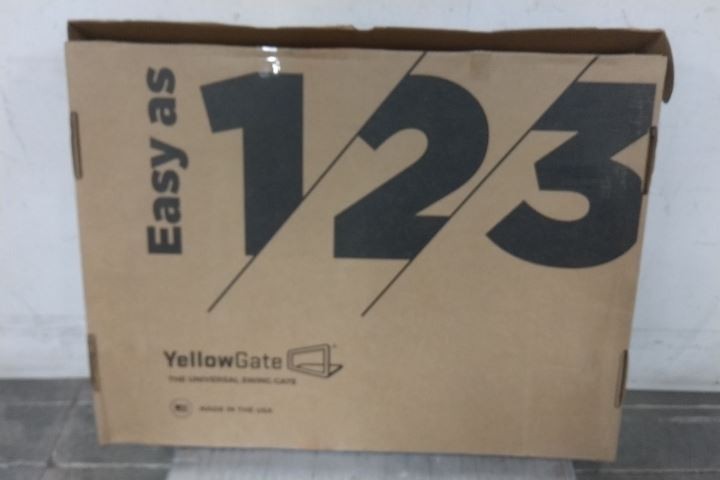 Easy as
1/2/3
YellowGate
THE UNIVERSAL SWING GATE
MADE IN THE USA